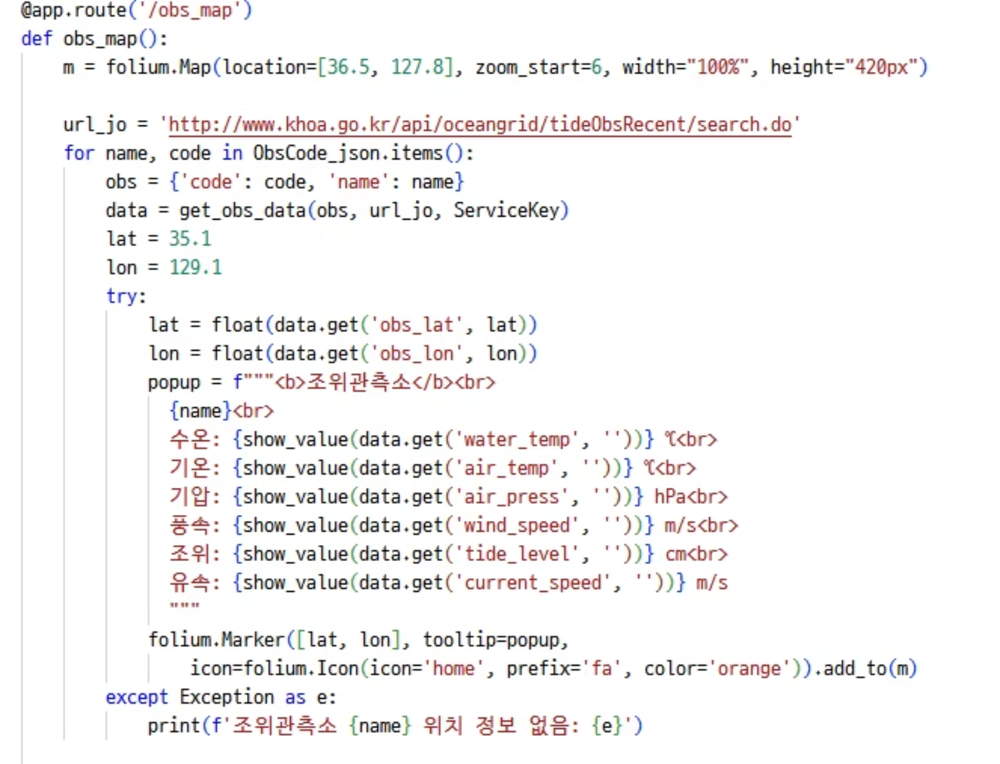 @app.route('/obs_map')
def obs_map():
    m = folium.Map(location=[36.5, 127.8], zoom_start=6, width="100%", height="420px")
    url_jo = 'http://www.khoa.go.kr/api/oceangrid/tideObsRecent/search.do'
    for name, code in ObsCode_json.items():
        obs = {'code': code, 'name': name}
        data = get_obs_data(obs, url_jo, ServiceKey)
        lat = 35.1
        lon = 129.1
        try:
            lat = float(data.get('obs_lat', lat))
            lon = float(data.get('obs_lon', lon))
            popup = f"""<b>조위관측소</b><br>
              {name}<br>
              수온: {show_value(data.get('water_temp', ''))} ℃<br>
              기온: {show_value(data.get('air_temp', ''))} ℃<br>
              기압: {show_value(data.get('air_press', ''))} hPa<br>
              풍속: {show_value(data.get('wind_speed', ''))} m/s<br>
              조위: {show_value(data.get('tide_level', ''))} cm<br>
              유속: {show_value(data.get('current_speed', ''))} m/s
              """
            folium.Marker([lat, lon], tooltip=popup,
                icon=folium.Icon(icon='home', prefix='fa', color='orange')).add_to(m)
        except Exception as e:
            print(f'조위관측소 {name} 위치 정보 없음: {e}')